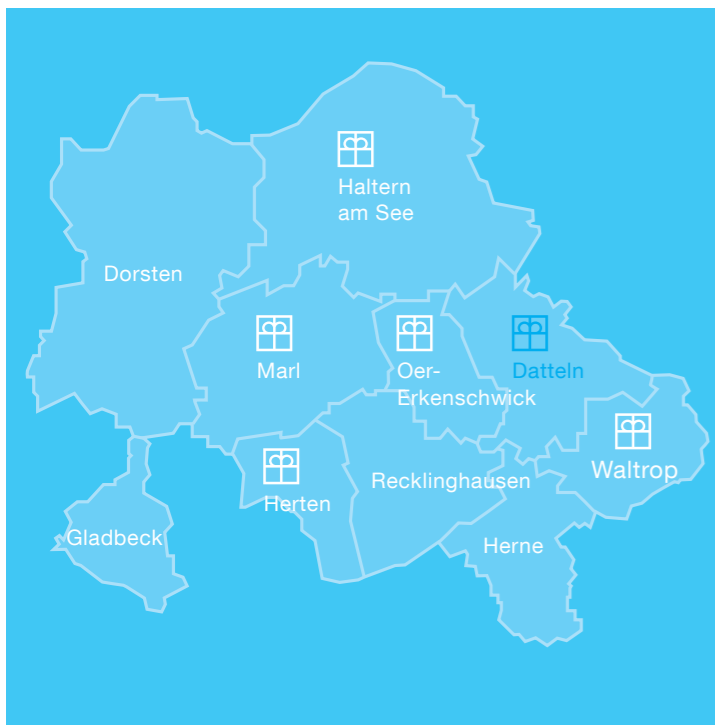 Haltern
am See
Dorsten
Marl
Oer-
Erkenschwick
Datteln
Waltrop
Recklinghausen
Herten
Gladbeck
Herne